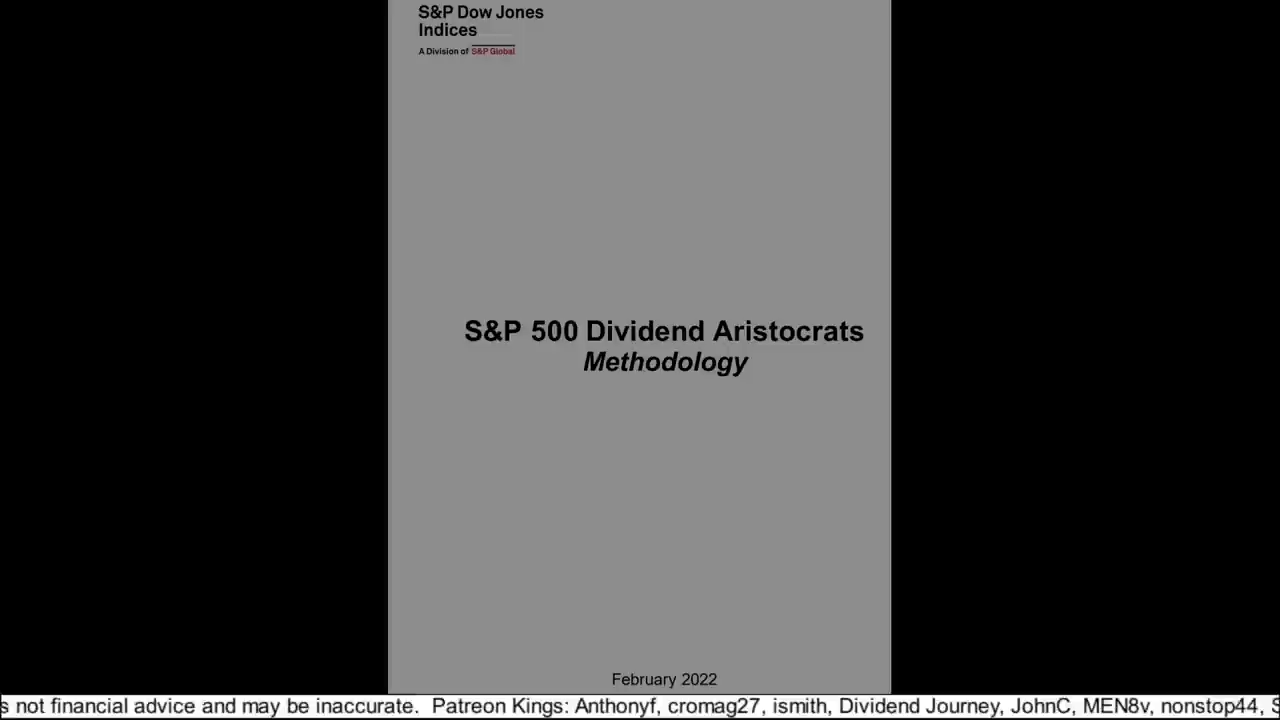 S&P Dow Jones
Indices
A Division of S&P Global
S&P 500 Dividend Aristocrats
Methodology
February 2022
s not financial advice and may be inaccurate. Patreon Kings: Anthonyf, cromag27, ismith, Dividend Journey, JohnC, MEN8v, nonstop44, S